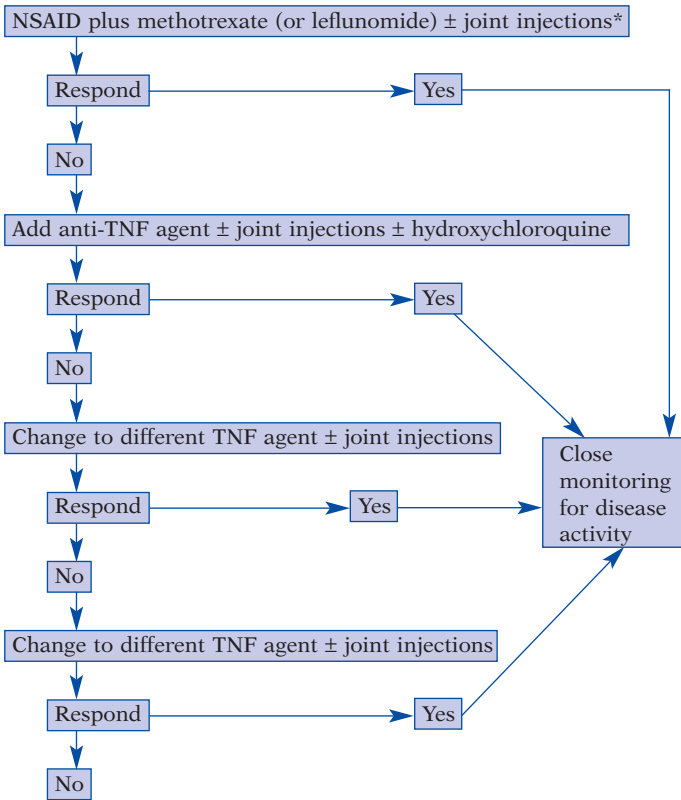 NSAID plus methotrexate (or leflunomide) ± joint injections*
Respond
Yes
No
Add anti-TNF agent ± joint injections ± hydroxychloroquine
Respond
Yes
No
Change to different TNF agent ± joint injections
Respond
Yes
No
Change to different TNF agent ± joint injections
Respond
Yes
No
Close
monitoring
for disease
activity